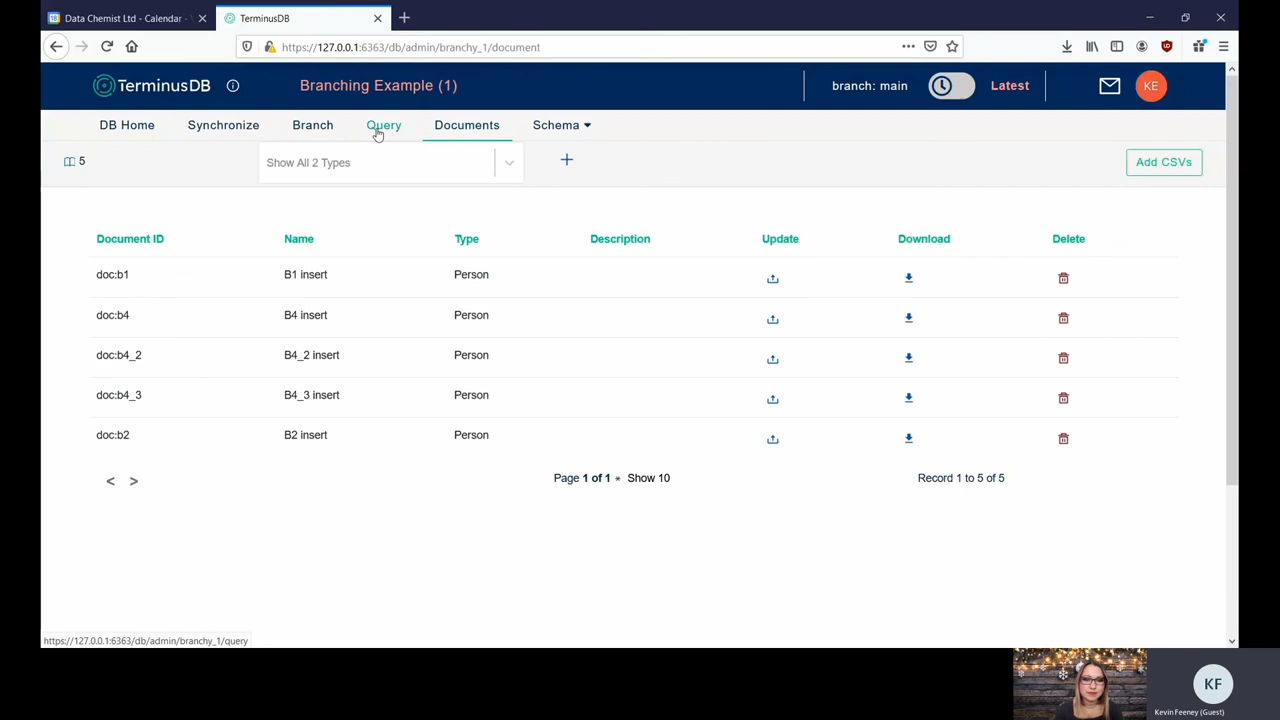 Data Chemist Ltd - Calendar -
TerminusDB
https://127.0.0.1:6363/db/admin/branchy_1/document
TerminusDB
Branching Example (1)
branch: main
Latest
KE
DB Home
Synchronize
Branch
Query
Documents
Schema
5
Show All 2 Types
Add CSVs
Document ID Name Type Description Update Download Delete
doc:b1 B1 insert Person
doc:b4 B4 insert Person
doc:b4_2 B4_2 insert Person
doc:b4_3 B4_3 insert Person
doc:b2 B2 insert Person
< >
Page 1 of 1 * Show 10
Record 1 to 5 of 5
https://127.0.0.1:6363/db/admin/branchy_1/query
KF
Kevin Feeney (Guest)